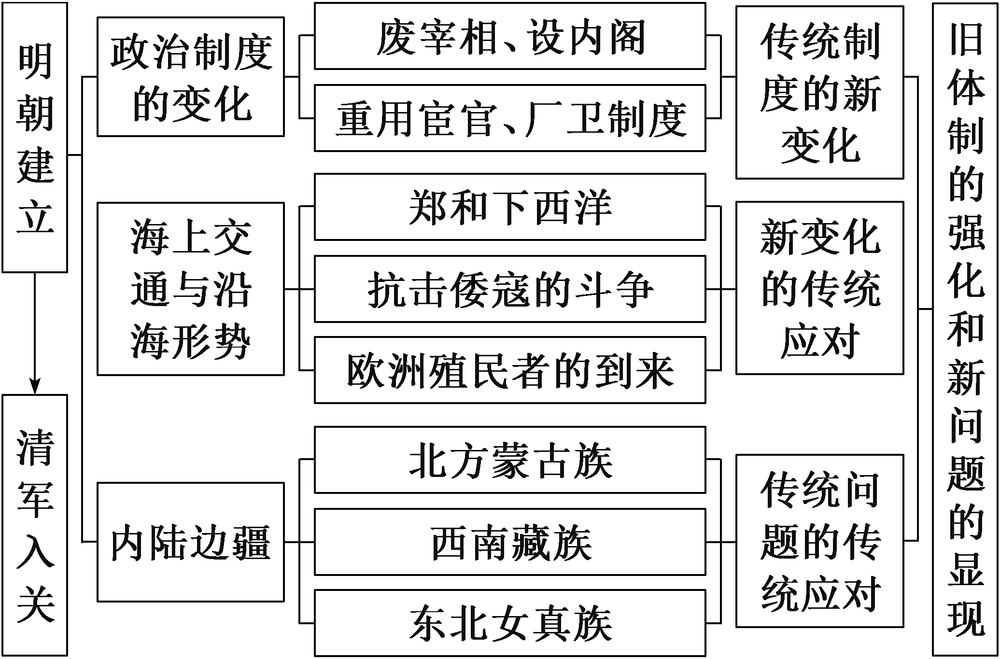 明朝建立
清军入关
政治制度
的变化
废宰相、设内阁
重用宦官、厂卫制度
传统制
度的新
变化
海上交
通与沿
海形势
郑和下西洋
抗击倭寇的斗争
欧洲殖民者的到来
新变化
的传统
应对
内陆边疆
北方蒙古族
西南藏族
东北女真族
传统问
题的传
统应对
旧体制的强化和新问题的显现